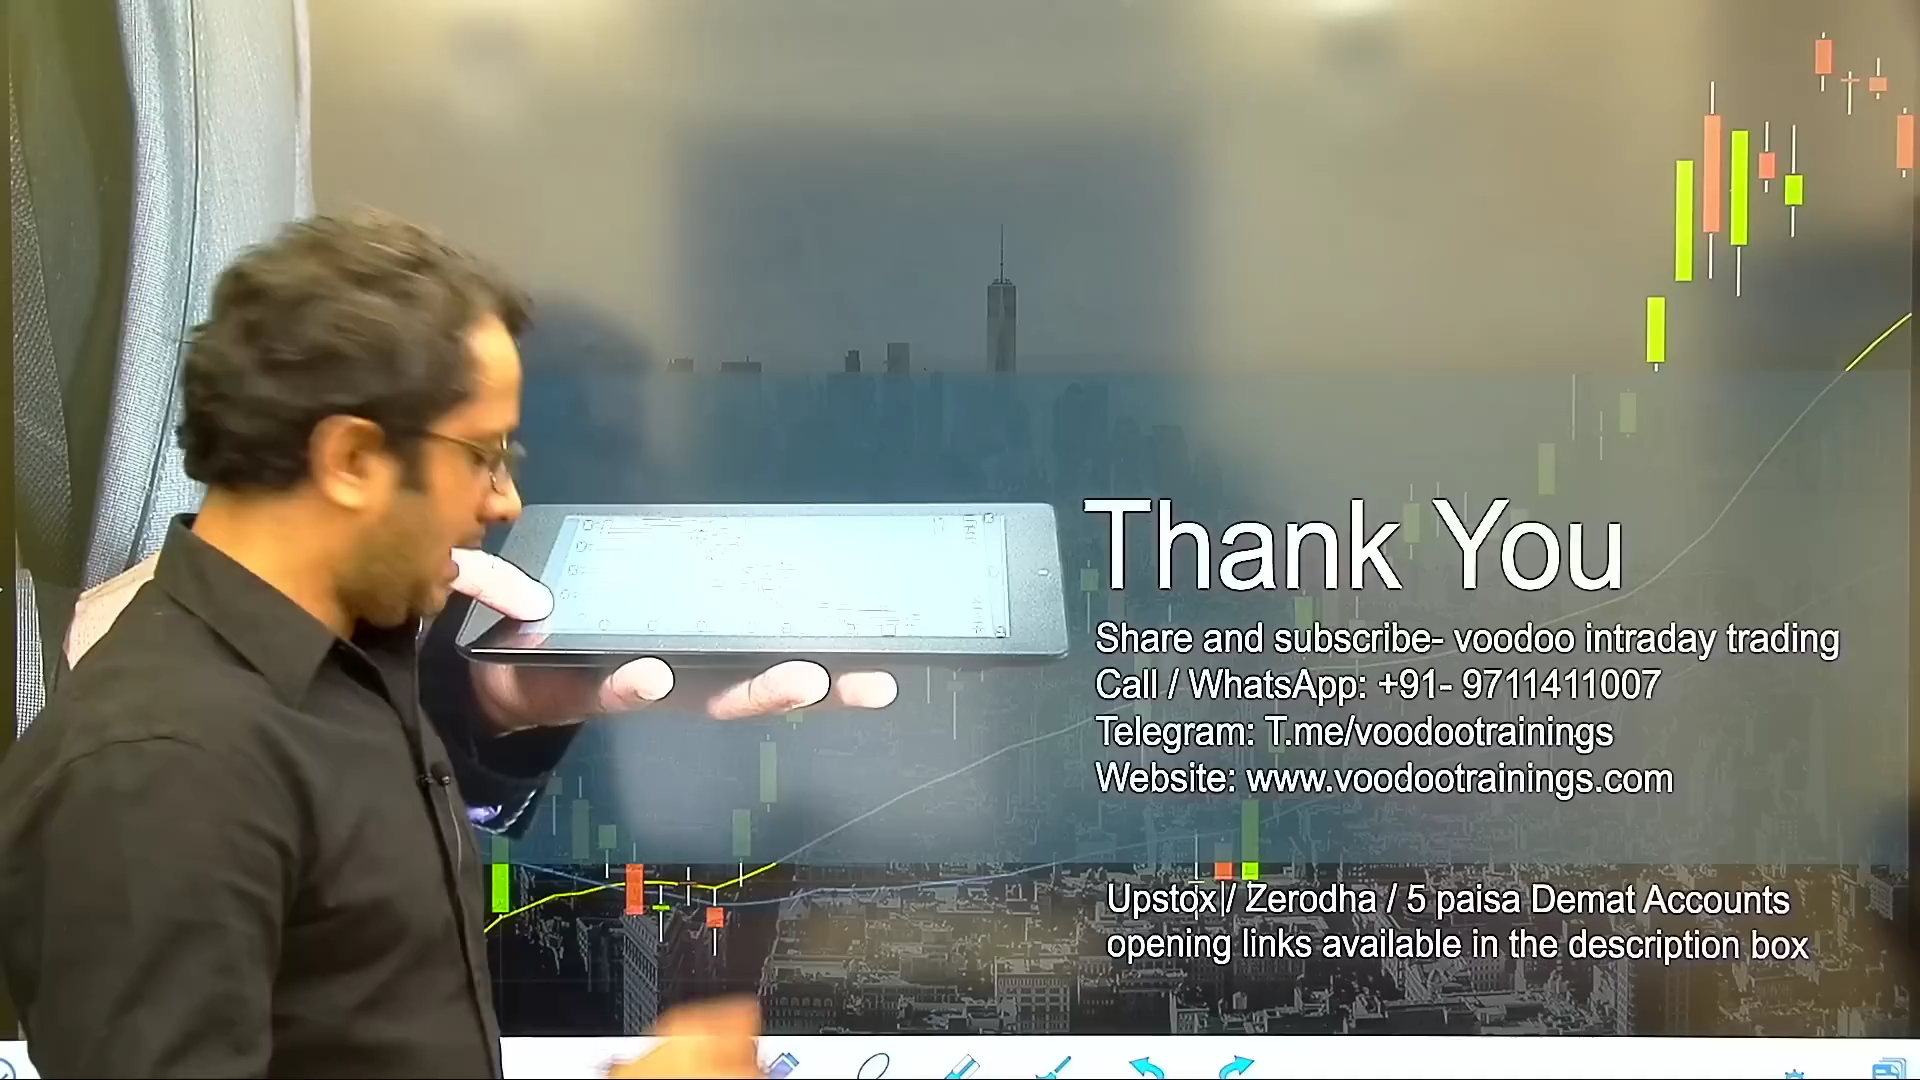 Thank You
Share and subscribe- voodoo intraday trading
Call / WhatsApp: +91- 9711411007
Telegram: T.me/voodootrainings
Website: www.voodootrainings.com
Upstox / Zerodha / 5 paisa Demat Accounts
opening links available in the description box